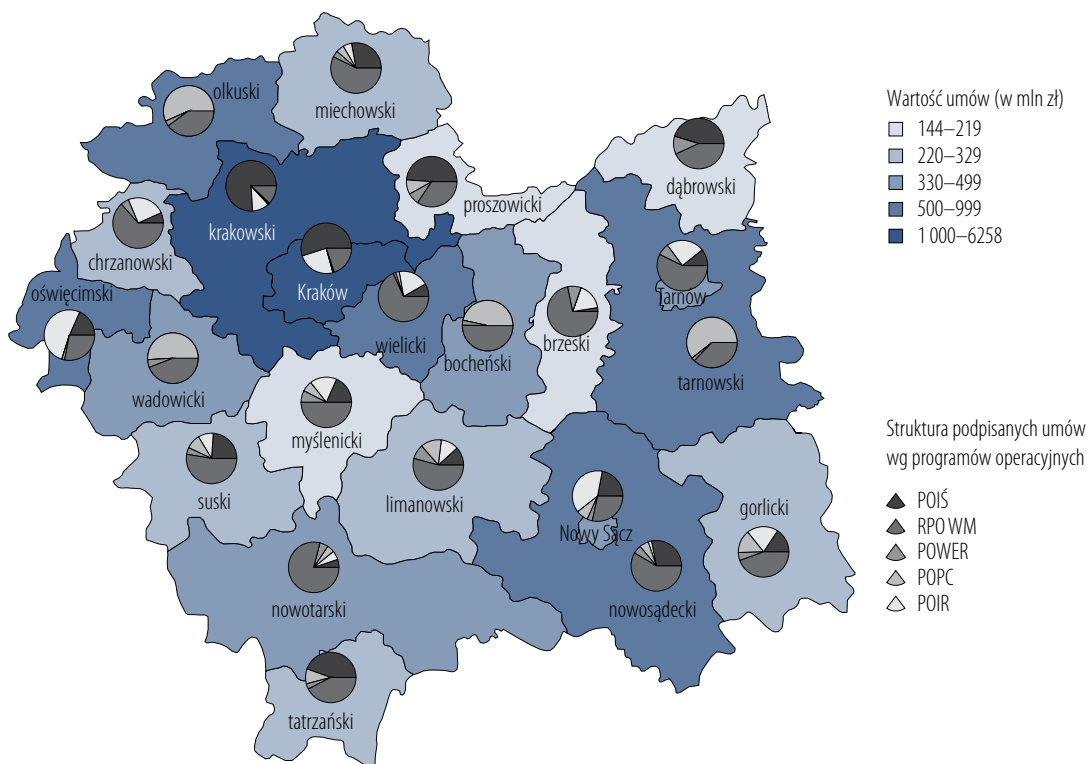 olkuski
miechowski
dąbrowski
proszowicki
krakowski
chrzanowski
oświęcimski
Kraków
Tarnów
wielicki
bocheński
brzeski
tarnowski
wadowicki
myślenicki
suski
limanowski
gorlicki
Nowy Sącz
nowotarski
nowosądecki
tatrzański
Wartość umów (w mln zł)
144–219
220–329
330–499
500–999
1 000–6258
Struktura podpisanych umów
wg programów operacyjnych
POIŚ
RPO WM
POWER
POPC
POIR